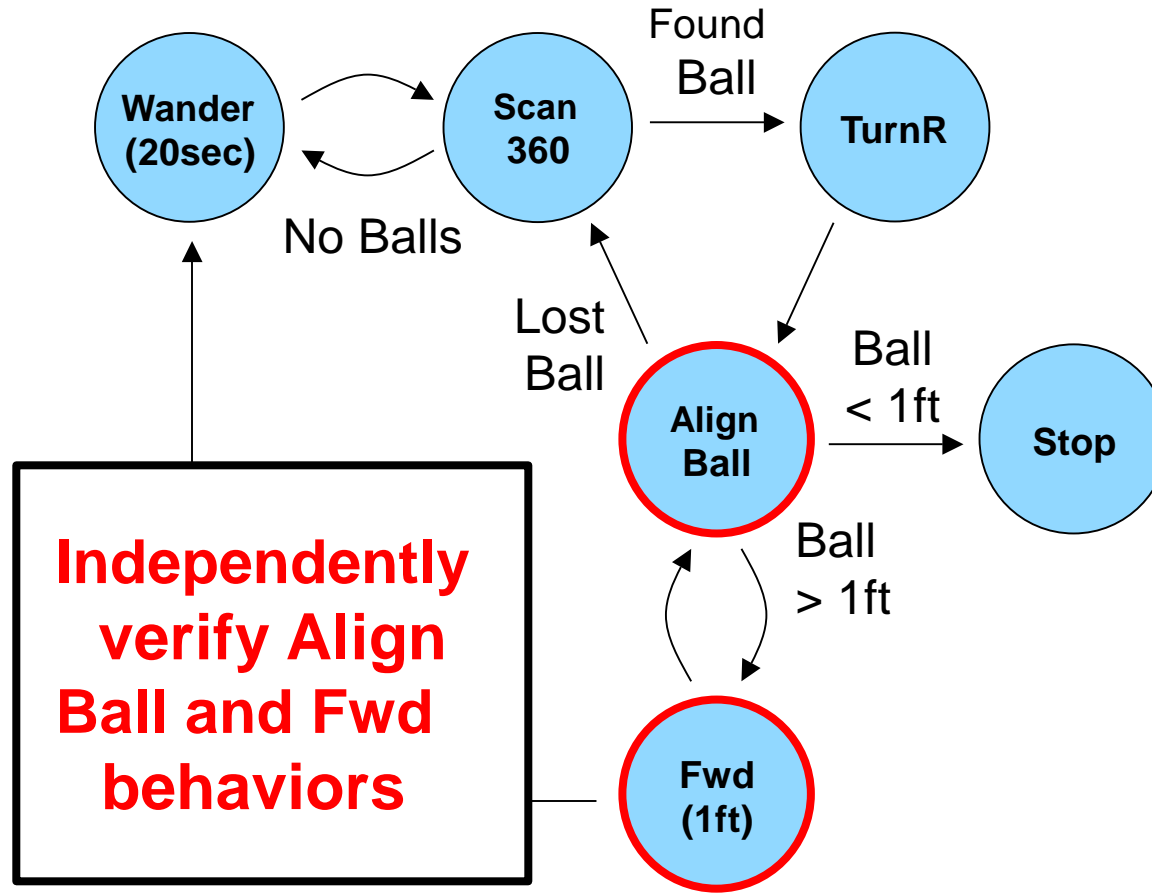 Found
Ball
Wander
(20sec)
Scan
360
TurnR
No Balls
Lost
Ball
Ball
< 1ft
Align
Ball
Stop
Ball
> 1ft
Independently
verify Align
Ball and Fwd
behaviors
Fwd
(1ft)